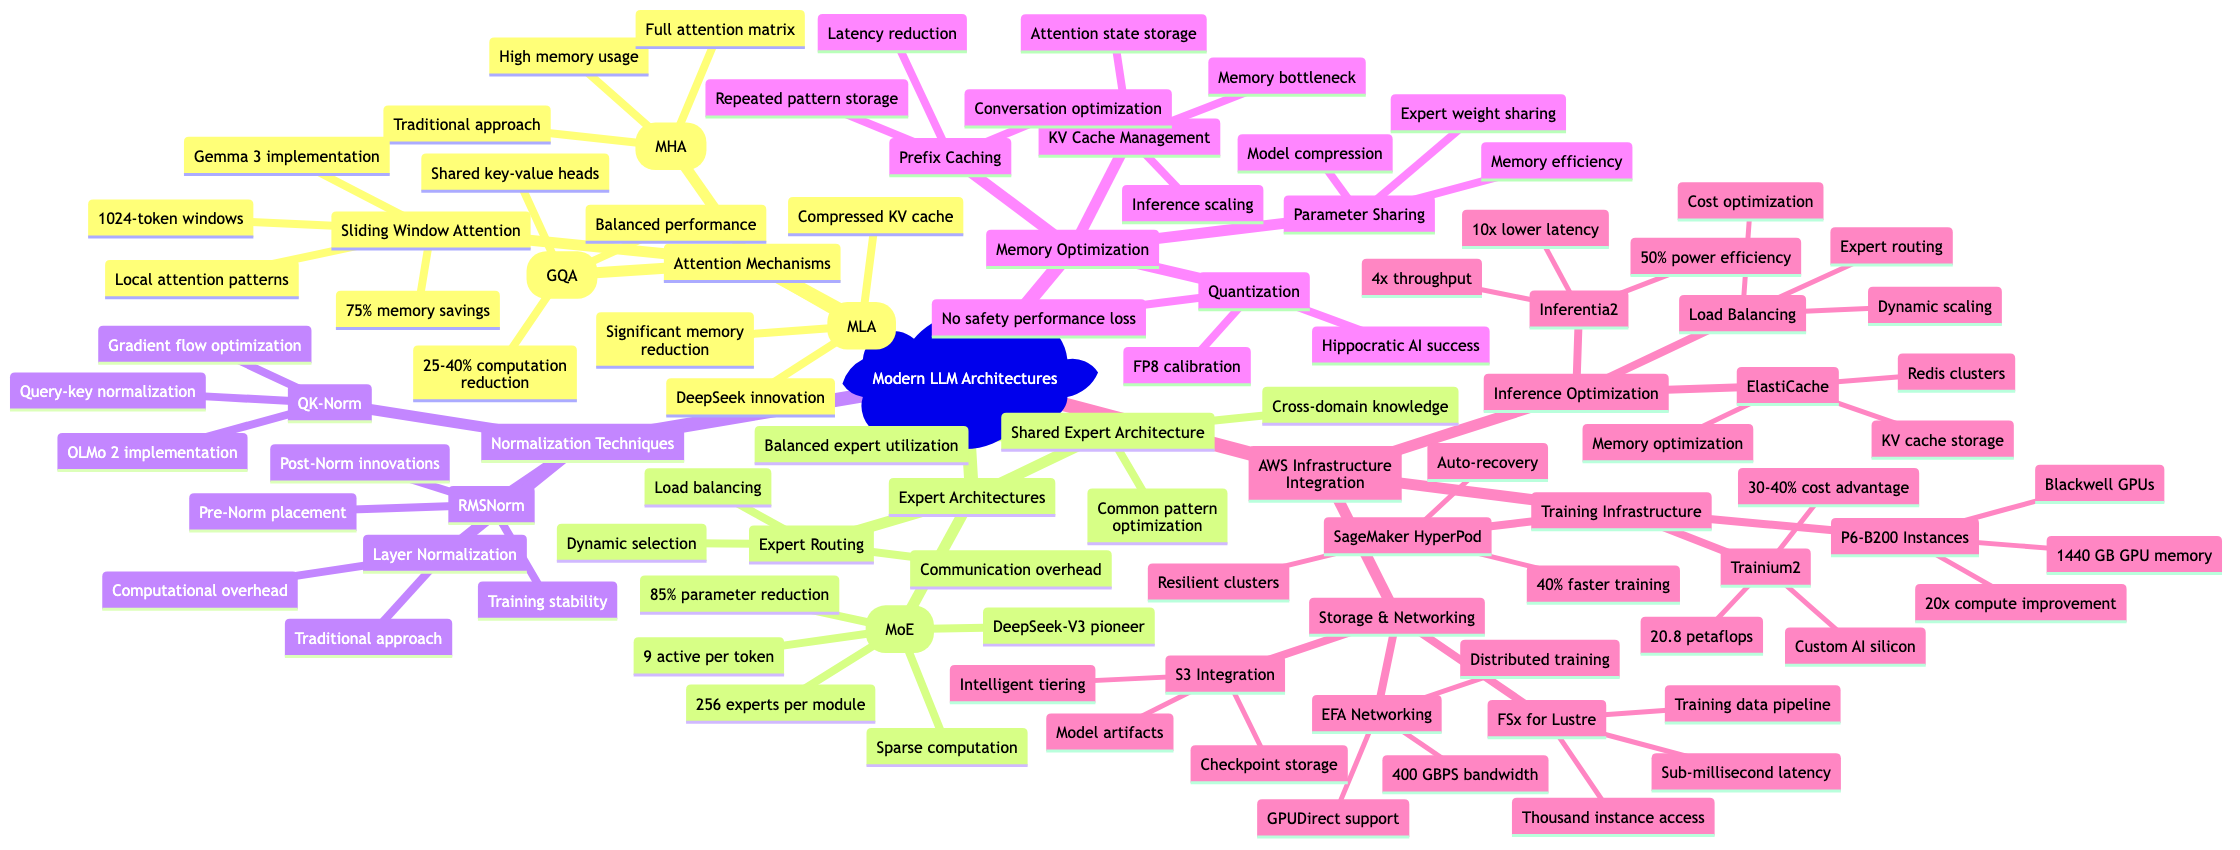 Modern LLM Architectures
Attention Mechanisms
MHA
Full attention matrix
High memory usage
Traditional approach
GQA
Shared key-value heads
Balanced performance
25-40% computation
reduction
MLA
Compressed KV cache
Significant memory
reduction
DeepSeek innovation
Sliding Window Attention
Gemma 3 implementation
1024-token windows
Local attention patterns
75% memory savings
Normalization Techniques
QK-Norm
Gradient flow optimization
Query-key normalization
OLMo 2 implementation
RMSNorm
Post-Norm innovations
Pre-Norm placement
Training stability
Layer Normalization
Computational overhead
Traditional approach
Memory Optimization
Prefix Caching
Latency reduction
Repeated pattern storage
Conversation optimization
KV Cache Management
Attention state storage
Memory bottleneck
Inference scaling
Parameter Sharing
Model compression
Expert weight sharing
Memory efficiency
Quantization
No safety performance loss
FP8 calibration
Hippocratic AI success
Expert Architectures
Shared Expert Architecture
Cross-domain knowledge
Balanced expert utilization
Common pattern
optimization
Expert Routing
Load balancing
Dynamic selection
Communication overhead
MoE
85% parameter reduction
9 active per token
256 experts per module
Sparse computation
DeepSeek-V3 pioneer
AWS Infrastructure
Integration
Inference Optimization
Inferentia2
10x lower latency
4x throughput
50% power efficiency
Load Balancing
Cost optimization
Expert routing
Dynamic scaling
ElastiCache
Redis clusters
Memory optimization
KV cache storage
Training Infrastructure
SageMaker HyperPod
Auto-recovery
Resilient clusters
40% faster training
Trainium2
30-40% cost advantage
20.8 petaflops
Custom AI silicon
P6-B200 Instances
Blackwell GPUs
1440 GB GPU memory
20x compute improvement
Storage & Networking
S3 Integration
Intelligent tiering
Model artifacts
Checkpoint storage
EFA Networking
Distributed training
400 GBPS bandwidth
GPUDirect support
FSx for Lustre
Training data pipeline
Sub-millisecond latency
Thousand instance access